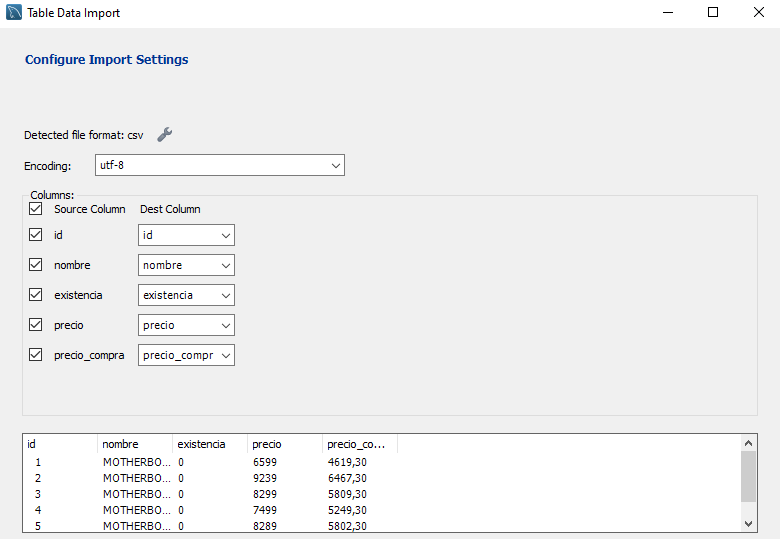 Table Data Import
Configure Import Settings
Detected file format: csv
Encoding: utf-8
Columns:
Source Column Dest Column
id id
nombre nombre
existencia existencia
precio precio
precio_compra precio_compr
id nombre existencia precio precio_co...
1 MOTHERBO... 0 6599 4619,30
2 MOTHERBO... 0 9239 6467,30
3 MOTHERBO... 0 8299 5809,30
4 MOTHERBO... 0 7499 5249,30
5 MOTHERBO... 0 8289 5802,30